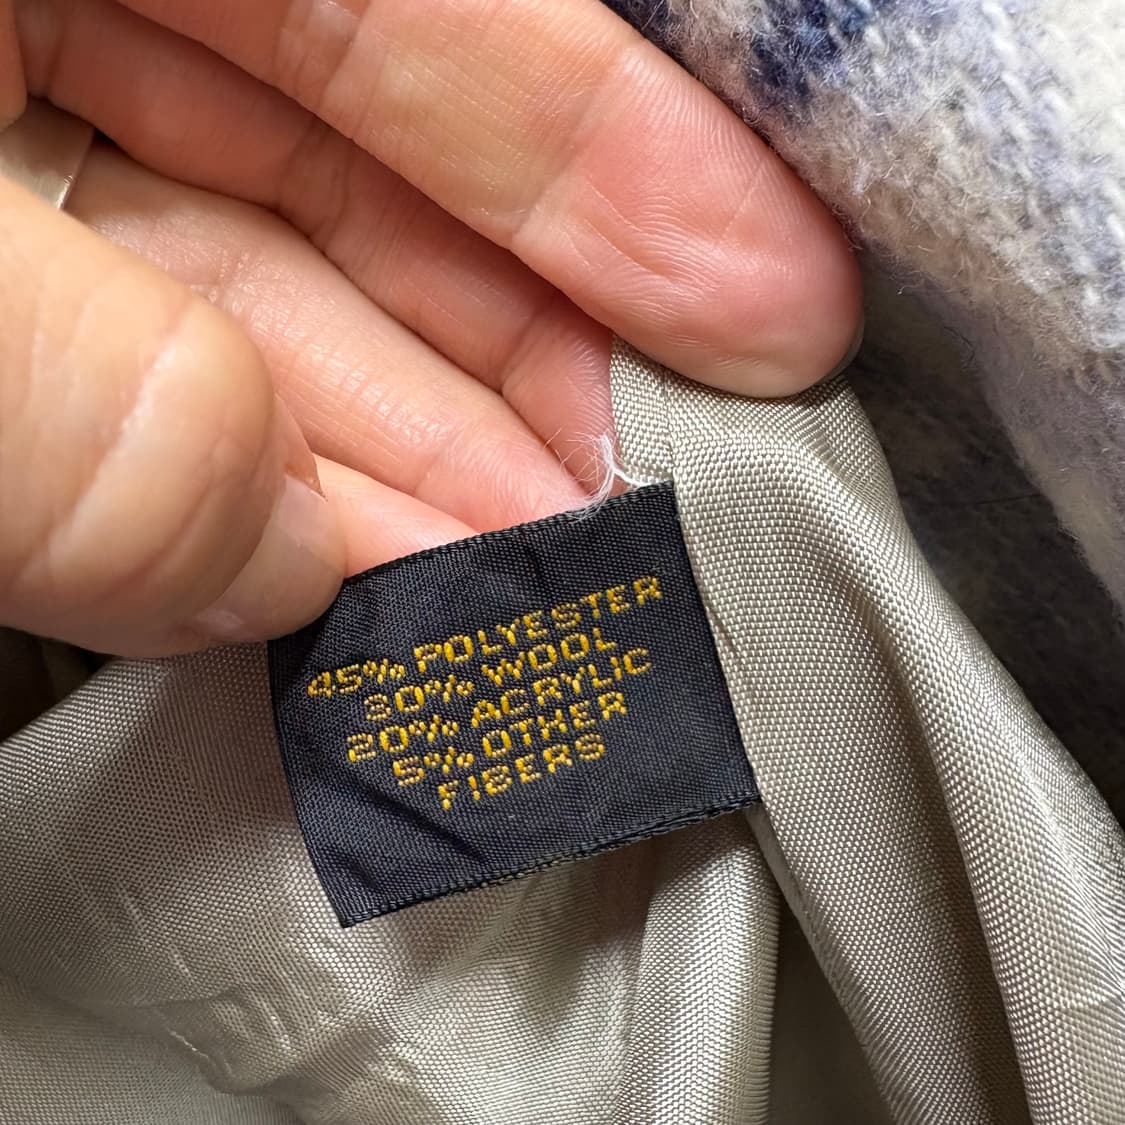 45% POLYESTER
30% WOOL
20% ACRYLIC
5% OTHER
FIBERS